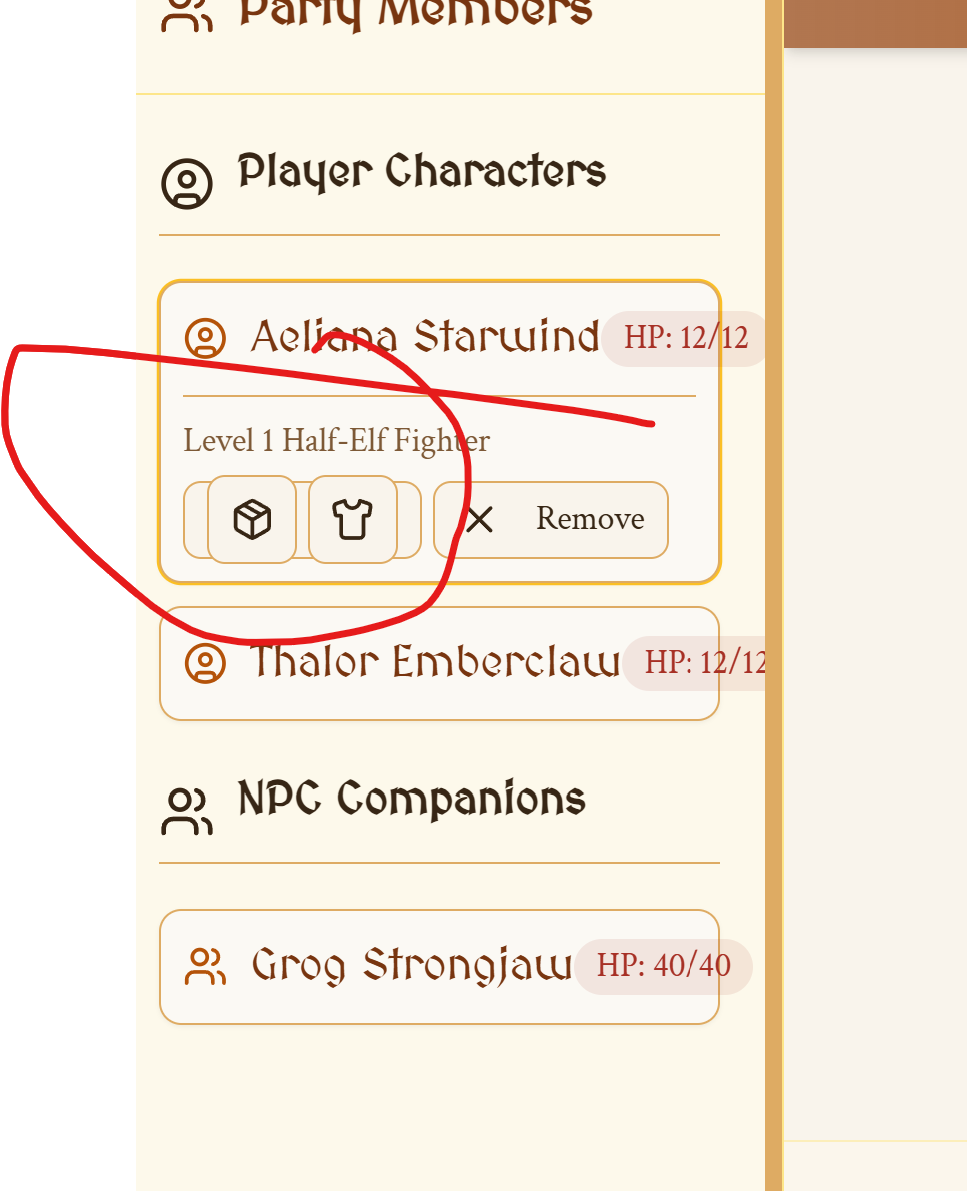 Party Members
Player Characters
Aeliana Starwind HP: 12/12
Level 1 Half-Elf Fighter
Remove
Thalor Emberclaw HP: 12/12
NPC Companions
Grog Strongjaw HP: 40/40